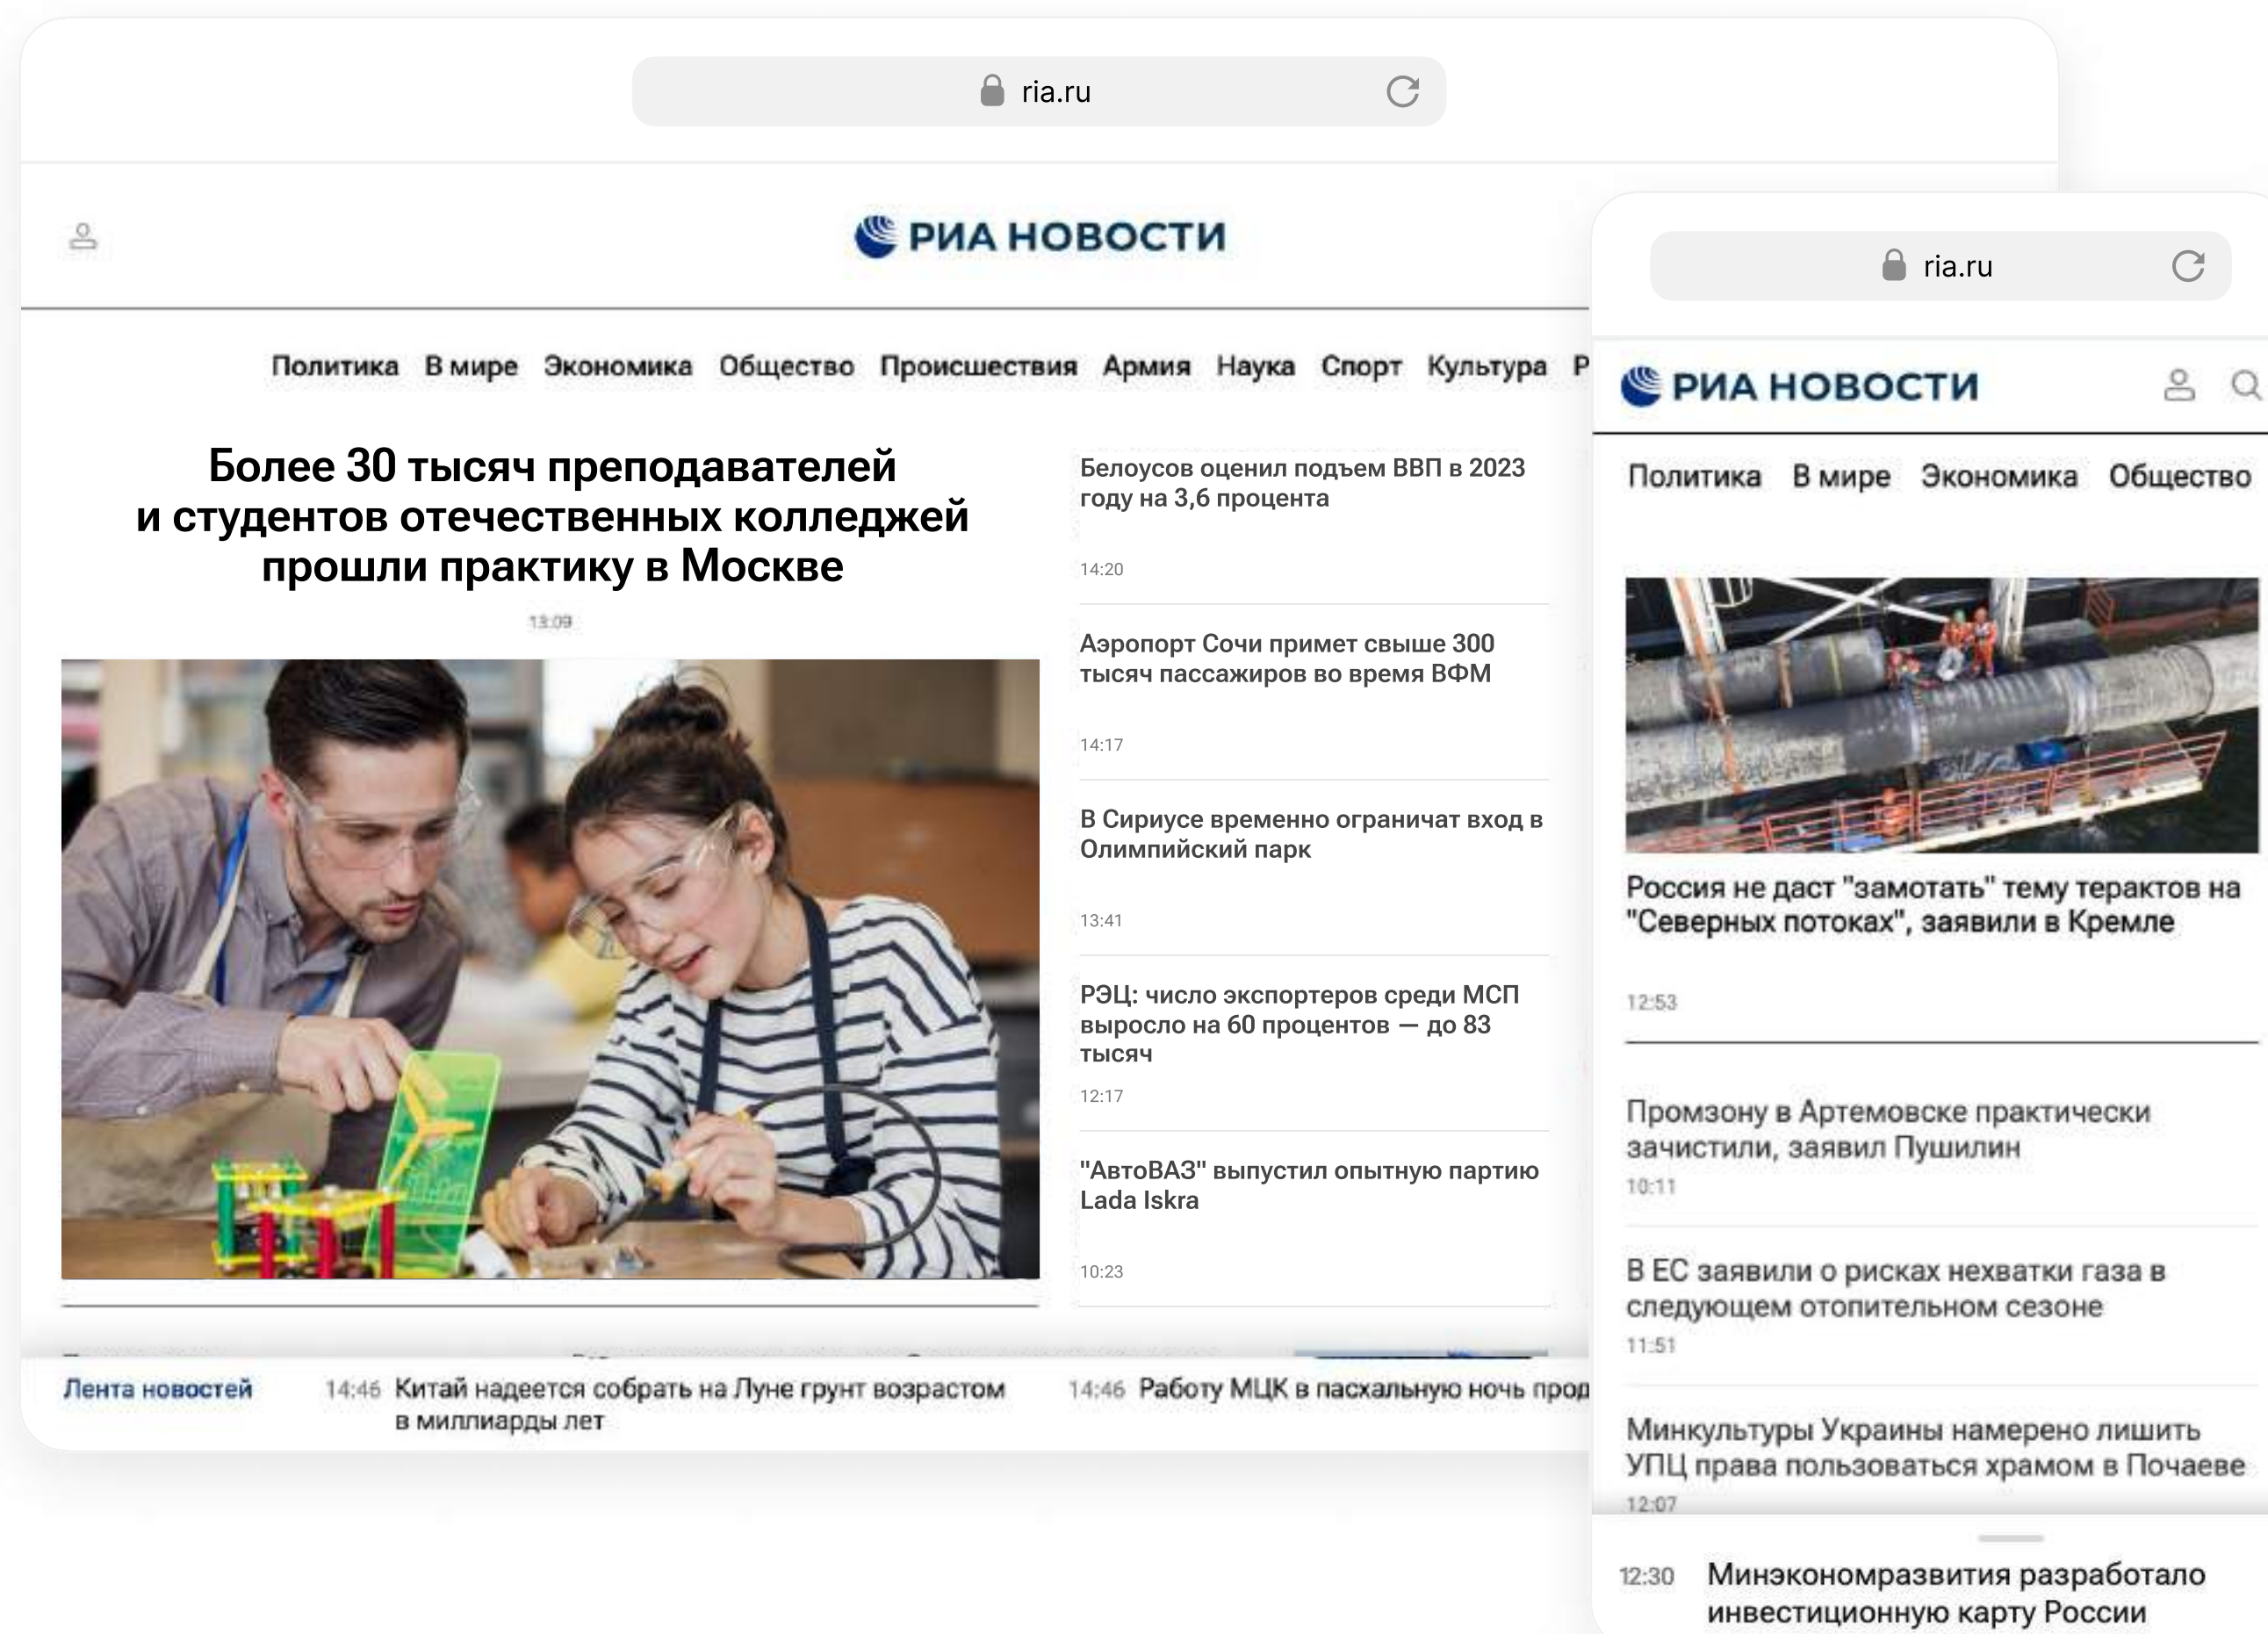 ria.ru
РИА НОВОСТИ
Политика В мире Экономика Общество Происшествия Армия Наука Спорт Культура Р
Более 30 тысяч преподавателей
и студентов отечественных колледжей
прошли практику в Москве
13:09
Белоусов оценил подъем ВВП в 2023
году на 3,6 процента
14:20
Аэропорт Сочи примет свыше 300
тысяч пассажиров во время ВФМ
14:17
В Сириусе временно ограничат вход в
Олимпийский парк
13:41
РЭЦ: число экспортеров среди МСП
выросло на 60 процентов — до 83
тысяч
12:17
"АвтоВАЗ" выпустил опытную партию
Lada Iskra
10:23
Лента новостей
14:46 Китай надеется собрать на Луне грунт возрастом
в миллиарды лет
14:46 Работу МЦК в пасхальную ночь прод
ria.ru
РИА НОВОСТИ
Политика В мире Экономика Общество
Россия не даст "замотать" тему терактов на
"Северных потоках", заявили в Кремле
12:53
Промзону в Артемовске практически
зачистили, заявил Пушилин
10:11
В ЕС заявили о рисках нехватки газа в
следующем отопительном сезоне
11:51
Минкультуры Украины намерено лишить
УПЦ права пользоваться храмом в Почаеве
12:07
12:30 Минэкономразвития разработало
инвестиционную карту России